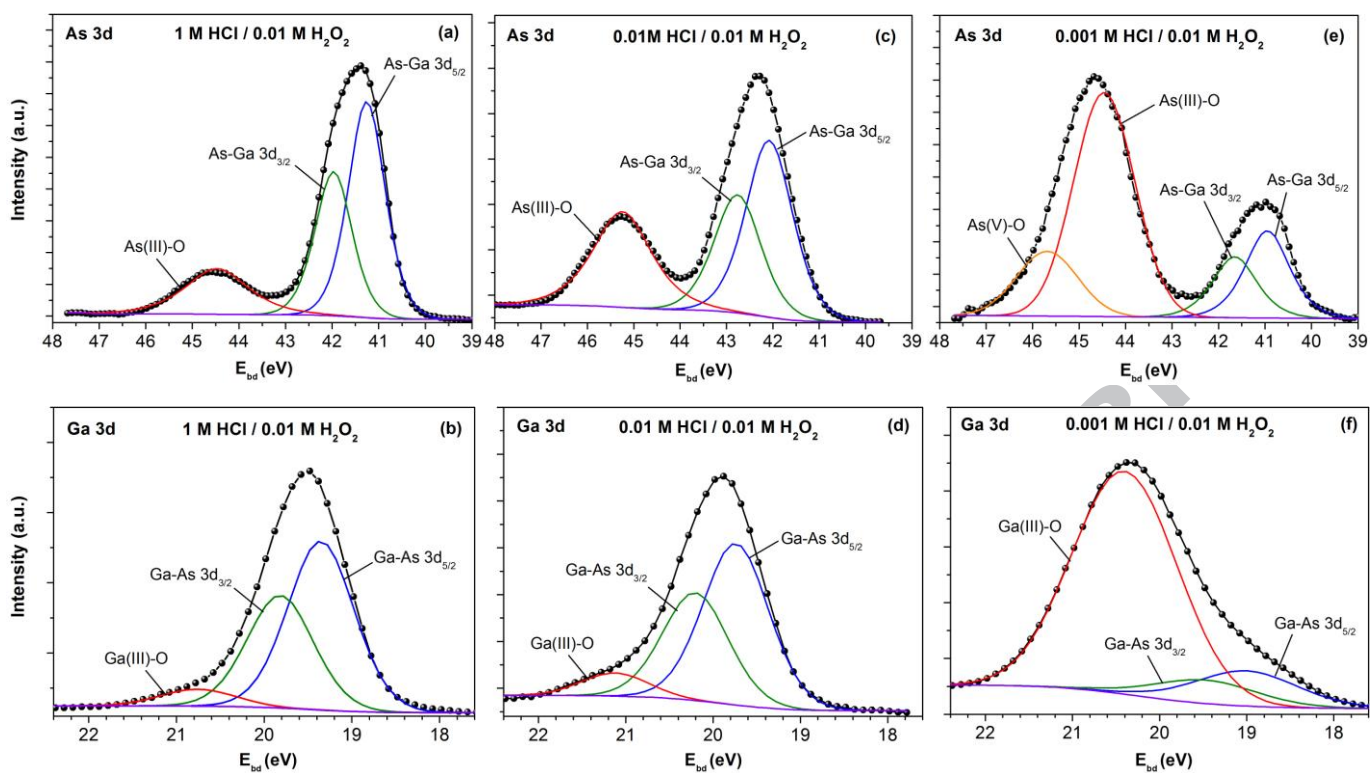 As 3d 1 M HCl / 0.01 M H₂O₂ (a)
As-Ga 3d₅/₂
As-Ga 3d₃/₂
As(III)-O
Intensity (a.u.)
48 47 46 45 44 43 42 41 40 39
E_bd (eV)
As 3d 0.01M HCl / 0.01 M H₂O₂ (c)
As-Ga 3d₅/₂
As-Ga 3d₃/₂
As(III)-O
48 47 46 45 44 43 42 41 40 39
E_bd (eV)
As 3d 0.001 M HCl / 0.01 M H₂O₂ (e)
As(III)-O
As-Ga 3d₃/₂
As-Ga 3d₅/₂
As(V)-O
48 47 46 45 44 43 42 41 40 39
E_bd (eV)
Ga 3d 1 M HCl / 0.01 M H₂O₂ (b)
Ga-As 3d₃/₂
Ga-As 3d₅/₂
Ga(III)-O
Intensity (a.u.)
22 21 20 19 18
E_bd (eV)
Ga 3d 0.01 M HCl / 0.01 M H₂O₂ (d)
Ga-As 3d₅/₂
Ga-As 3d₃/₂
Ga(III)-O
22 21 20 19 18
E_bd (eV)
Ga 3d 0.001 M HCl / 0.01 M H₂O₂ (f)
Ga(III)-O
Ga-As 3d₃/₂
Ga-As 3d₅/₂
22 21 20 19 18
E_bd (eV)